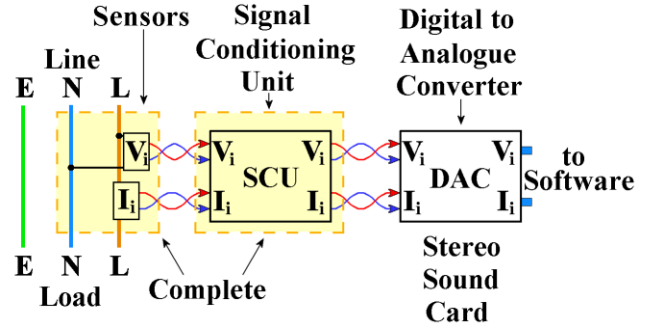 Sensors
Signal
Conditioning
Unit
Digital to
Analogue
Converter
Line
E N L
Vi
Vi Vi
SCU
Ii
Ii Ii
Vi Vi
DAC
Ii Ii
to
Software
E N L
Load
Complete
Stereo
Sound
Card